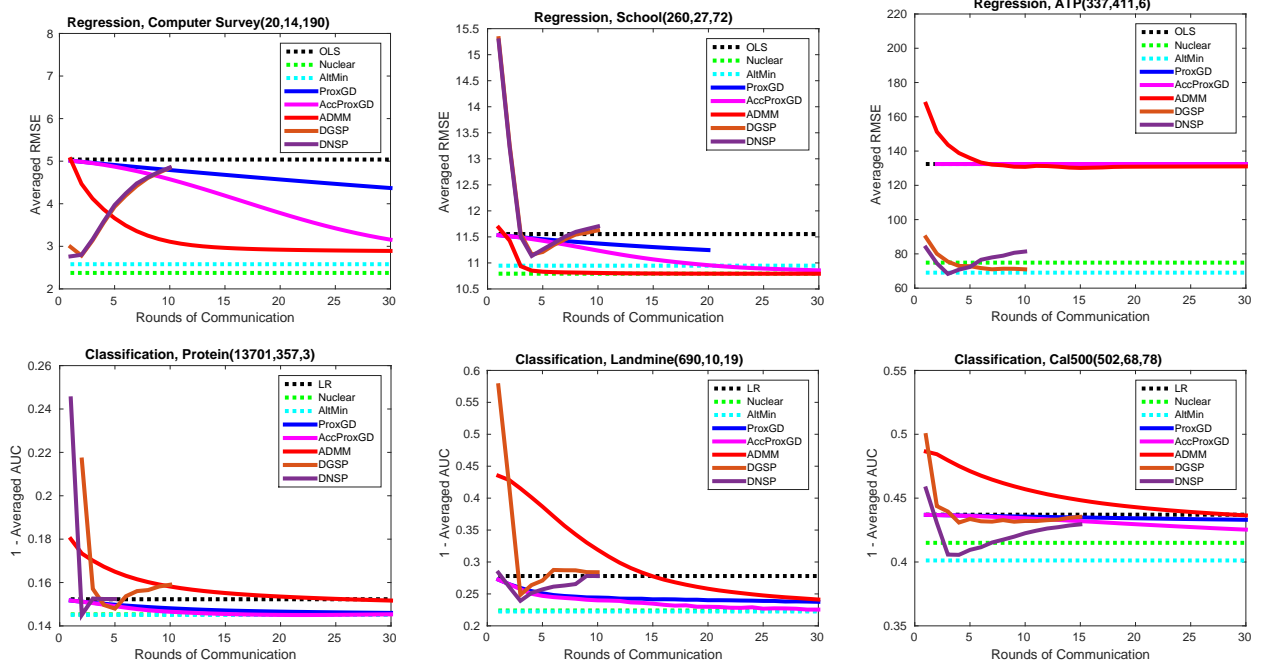 Regression, Computer Survey(20,14,190)
8
7
6
5
4
3
2
Averaged RMSE
OLS
Nuclear
AltMin
ProxGD
AccProxGD
ADMM
DGSP
DNSP
0 5 10 15 20 25 30
Rounds of Communication
Regression, School(260,27,72)
15.5
15
14.5
14
13.5
13
12.5
12
11.5
11
10.5
Averaged RMSE
OLS
Nuclear
AltMin
ProxGD
AccProxGD
ADMM
DGSP
DNSP
0 5 10 15 20 25 30
Rounds of Communication
Regression, ATP(337,411,6)
220
200
180
160
140
120
100
80
60
Averaged RMSE
OLS
Nuclear
AltMin
ProxGD
AccProxGD
ADMM
DGSP
DNSP
0 5 10 15 20 25 30
Rounds of Communication
Classification, Protein(13701,357,3)
0.26
0.24
0.22
0.2
0.18
0.16
0.14
1 - Averaged AUC
LR
Nuclear
AltMin
ProxGD
AccProxGD
ADMM
DGSP
DNSP
0 5 10 15 20 25 30
Rounds of Communication
Classification, Landmine(690,10,19)
0.6
0.55
0.5
0.45
0.4
0.35
0.3
0.25
0.2
1 - Averaged AUC
LR
Nuclear
AltMin
ProxGD
AccProxGD
ADMM
DGSP
DNSP
0 5 10 15 20 25 30
Rounds of Communication
Classification, Cal500(502,68,78)
0.55
0.5
0.45
0.4
0.35
1 - Averaged AUC
LR
Nuclear
AltMin
ProxGD
AccProxGD
ADMM
DGSP
DNSP
0 5 10 15 20 25 30
Rounds of Communication